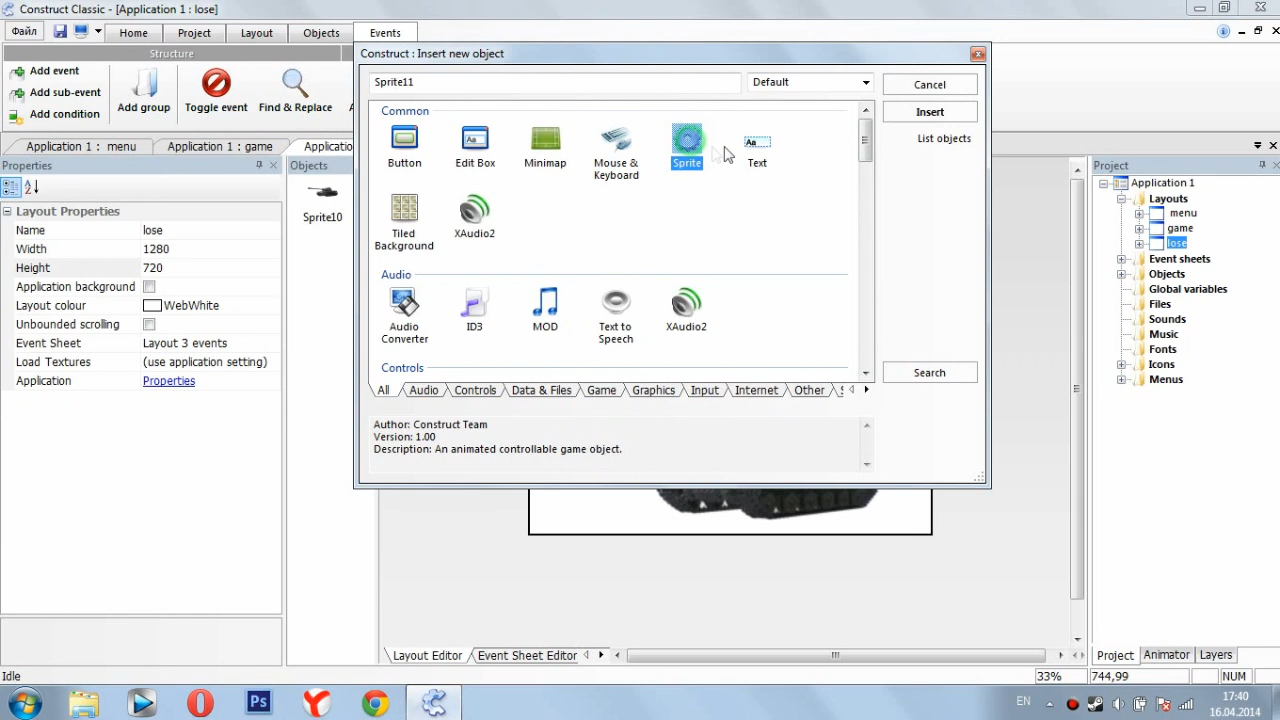 Construct Classic - [Application 1 : lose]
Файл
Home
Project
Layout
Objects
Events
Structure
Add event
Add sub-event
Add condition
Add group
Toggle event
Find & Replace
Application 1 : menu
Application 1 : game
Applicatio
Properties
Layout Properties
Name lose
Width 1280
Height 720
Application background
Layout colour WebWhite
Unbounded scrolling
Event Sheet Layout 3 events
Load Textures (use application setting)
Application Properties
Objects
Sprite10
Construct : Insert new object
Sprite11
Default
Cancel
Insert
List objects
Search
Common
Button
Edit Box
Minimap
Mouse &
Keyboard
Sprite
Text
Tiled
Background
XAudio2
Audio
Audio
Converter
ID3
MOD
Text to
Speech
XAudio2
Controls
All
Audio
Controls
Data & Files
Game
Graphics
Input
Internet
Other
Author: Construct Team
Version: 1.00
Description: An animated controllable game object.
Project
Application 1
Layouts
menu
game
lose
Event sheets
Objects
Global variables
Files
Sounds
Music
Fonts
Icons
Menus
Layout Editor
Event Sheet Editor
Project
Animator
Layers
Idle
33%
744,99
NUM
Ps
EN
17:40
16.04.2014